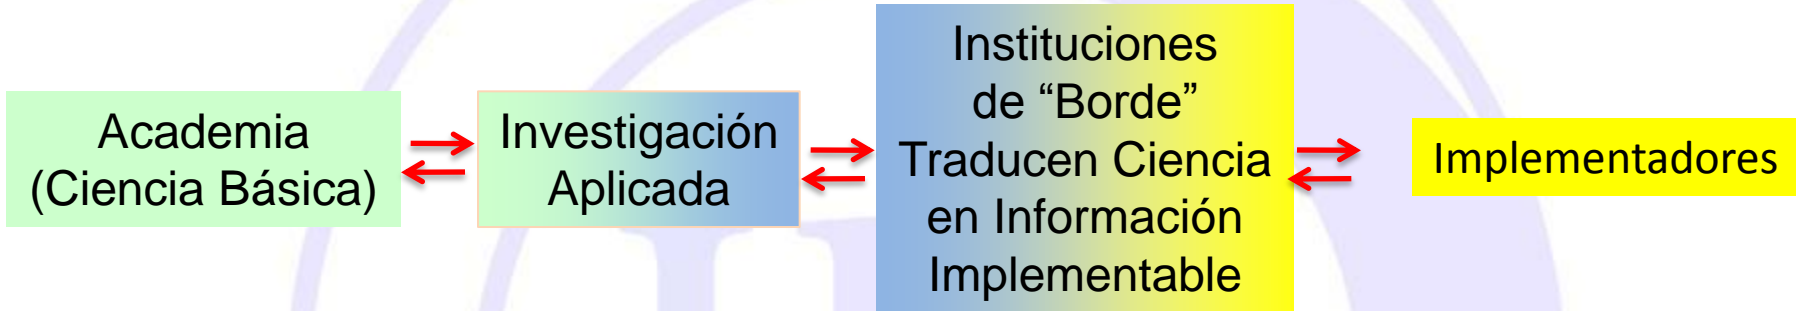 Academia
(Ciencia Básica)
Investigación
Aplicada
Instituciones
de “Borde”
Traducen Ciencia
en Información
Implementable
Implementadores